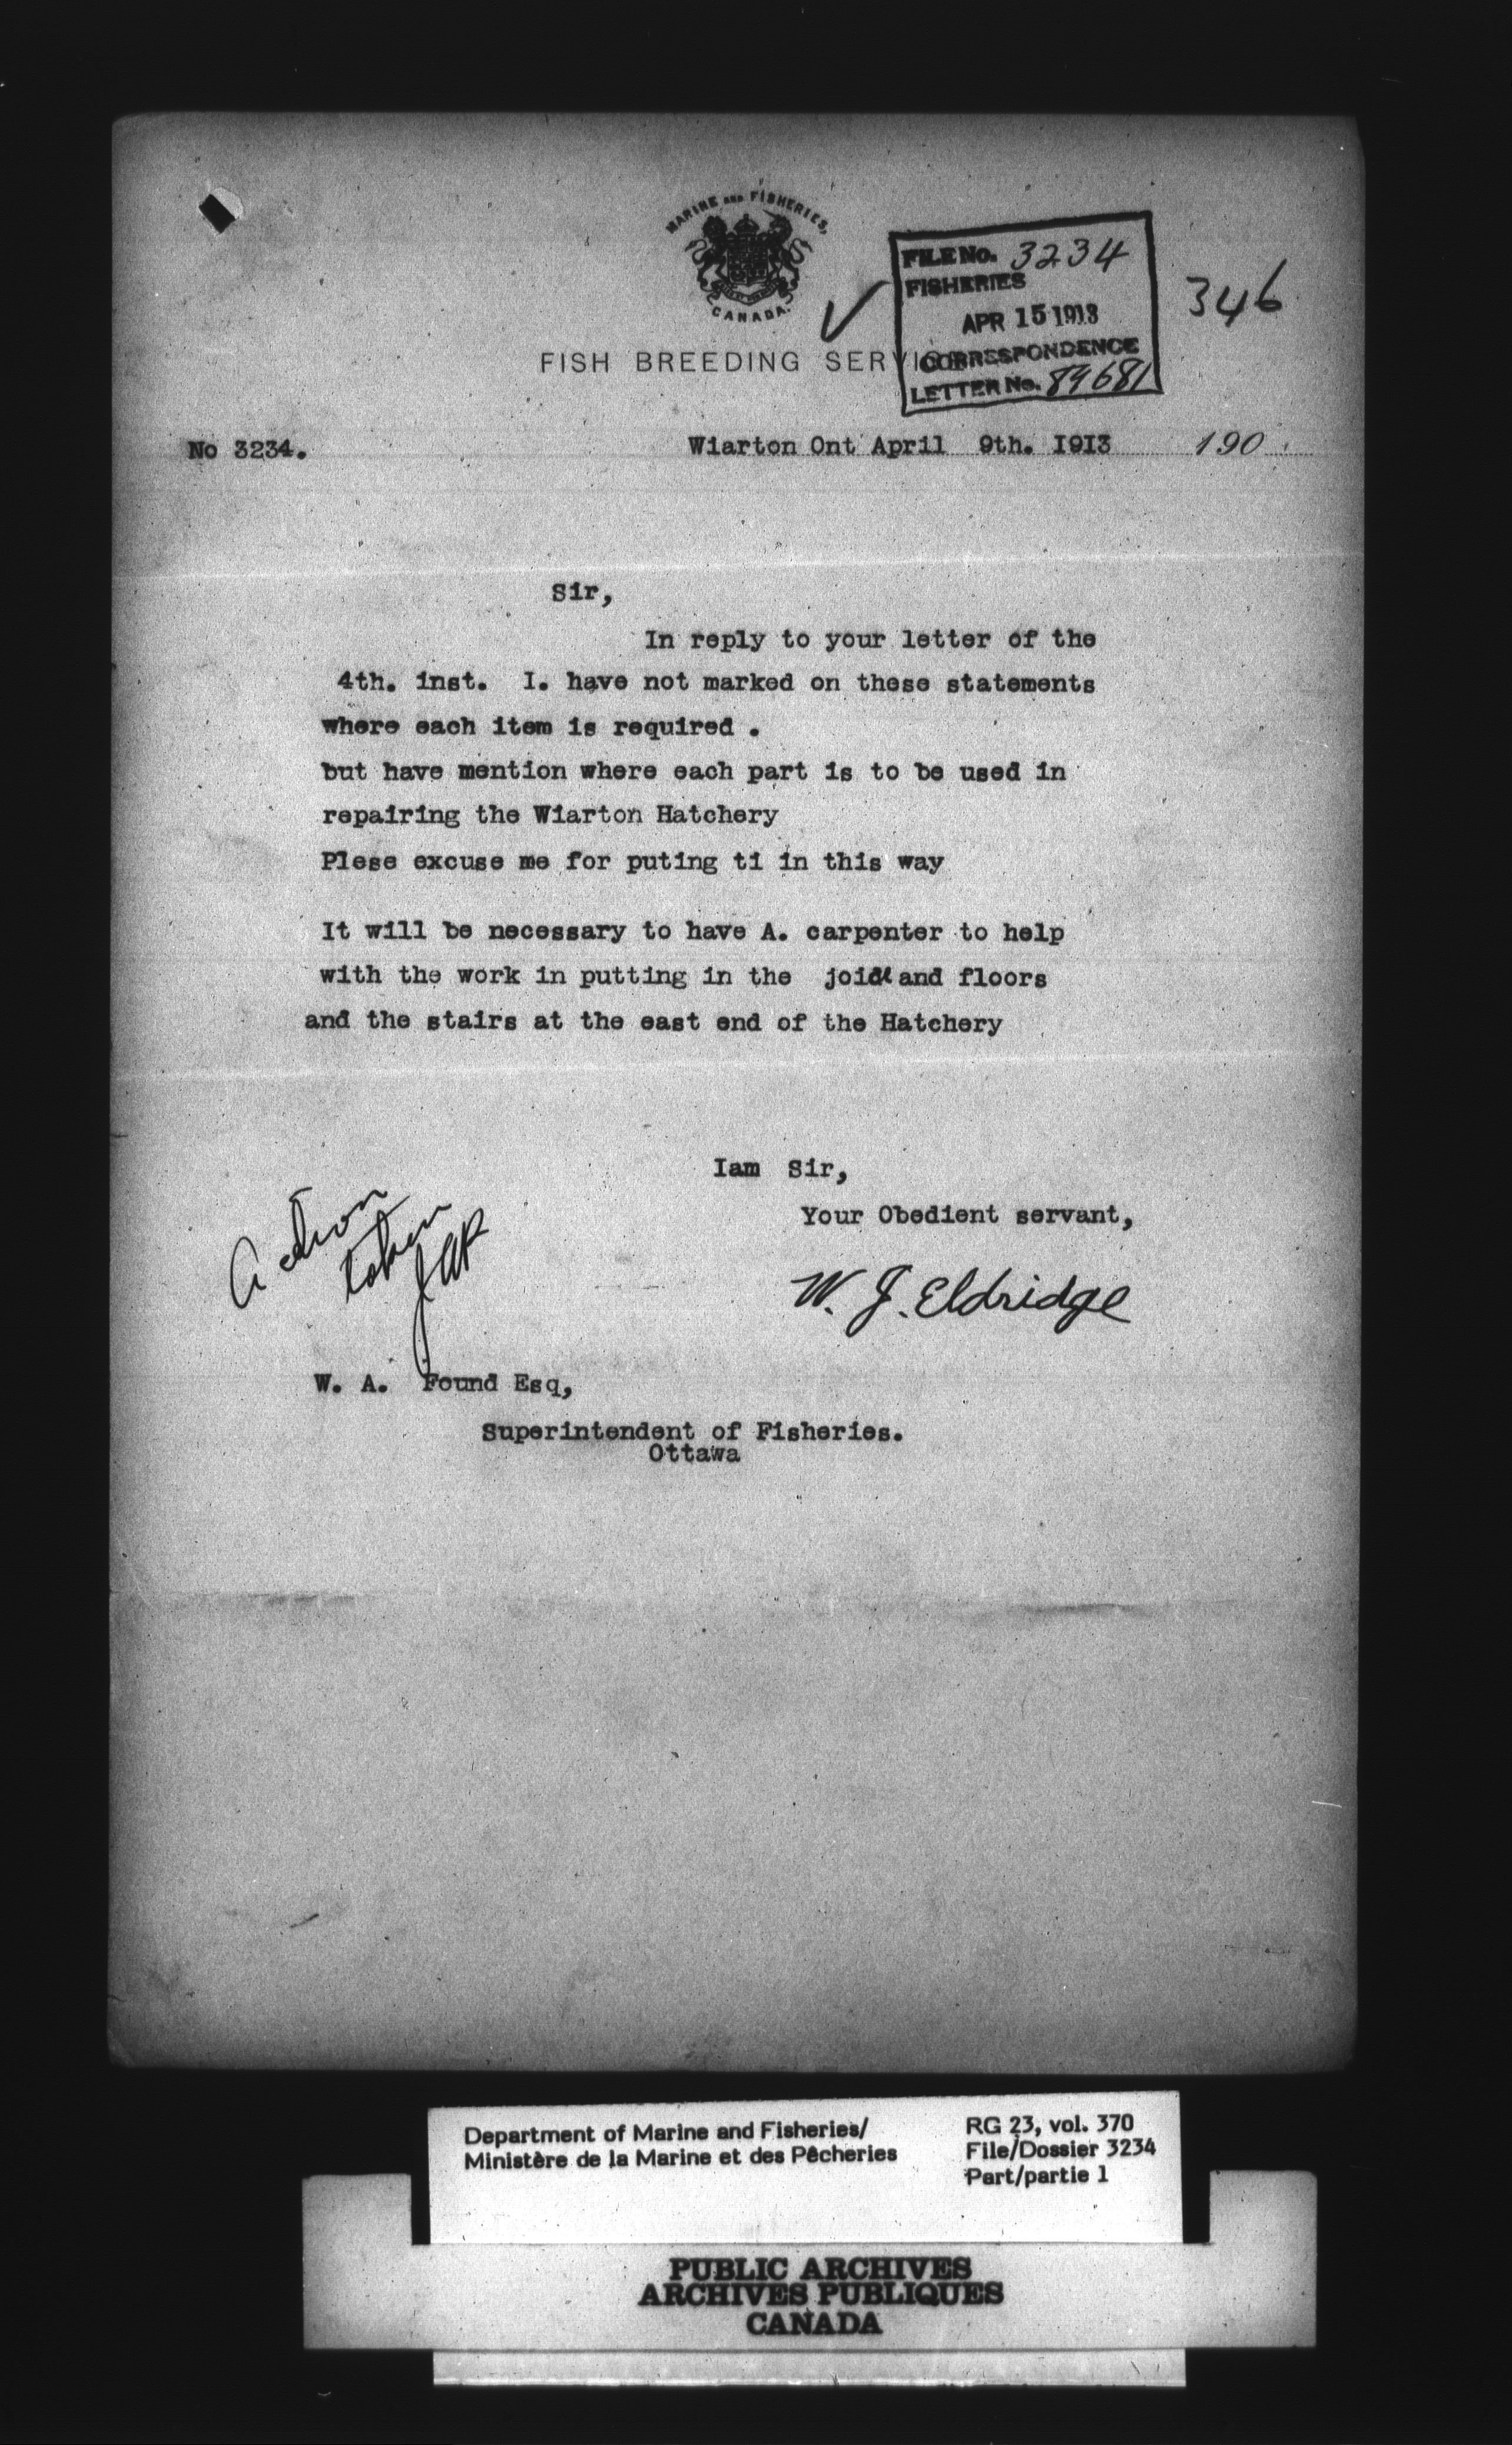 MARINE AND FISHERIES,
CANADA.
FILE No. 3234
FISHERIES
APR 15 1913
CORRESPONDENCE
LETTER No. 89681
346
FISH BREEDING SERVICE
No 3234.
Wiarton Ont April 9th. I9I3 190
Sir,
In reply to your letter of the
4th. inst. I. have not marked on these statements
where each item is required .
but have mention where each part is to be used in
repairing the Wiarton Hatchery
Plese excuse me for puting ti in this way
It will be necessary to have A. carpenter to help
with the work in putting in the and floors
and the stairs at the east end of the Hatchery
Iam Sir,
Your Obedient servant,
Action
taken
W. J. Eldridge
W. A. Found Esq,
Superintendent of Fisheries.
Ottawa
Department of Marine and Fisheries/
Ministère de la Marine et des Pêcheries
RG 23, vol. 370
File/Dossier 3234
Part/partie 1
PUBLIC ARCHIVES
ARCHIVES PUBLIQUES
CANADA